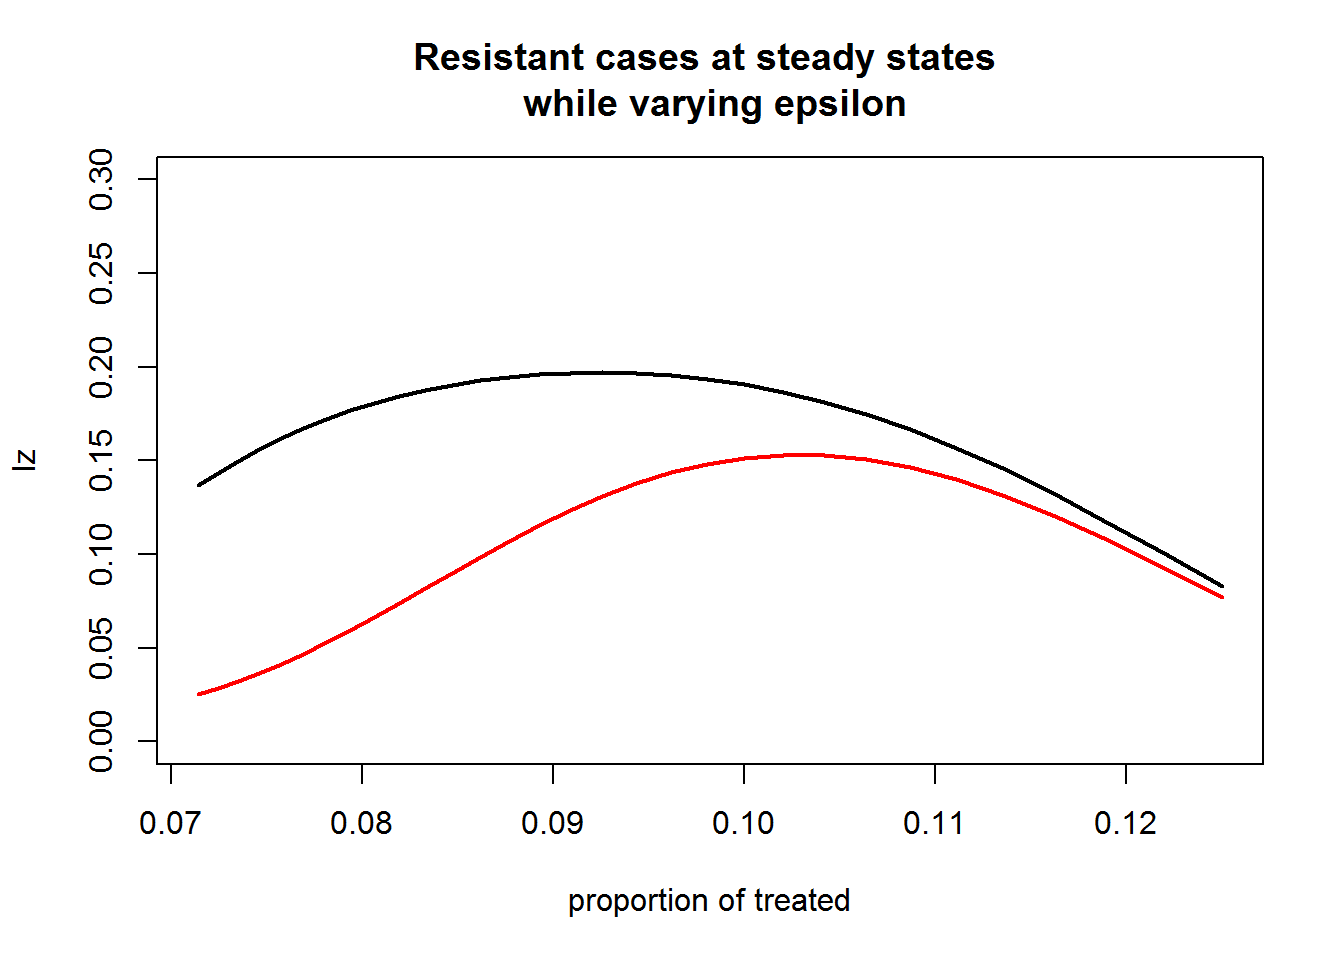 Resistant cases at steady states
while varying epsilon
0.30
0.25
0.20
0.15
0.10
0.05
0.00
Iz
0.07 0.08 0.09 0.10 0.11 0.12
proportion of treated